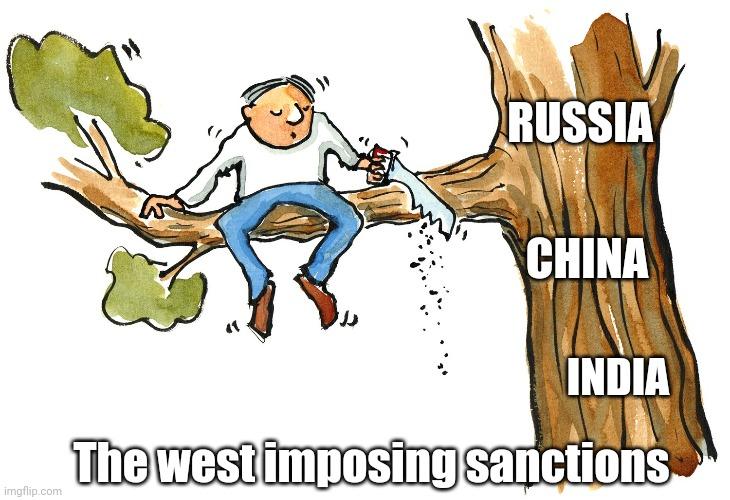 RUSSIA
CHINA
INDIA
The west imposing sanctions
imgflip.com